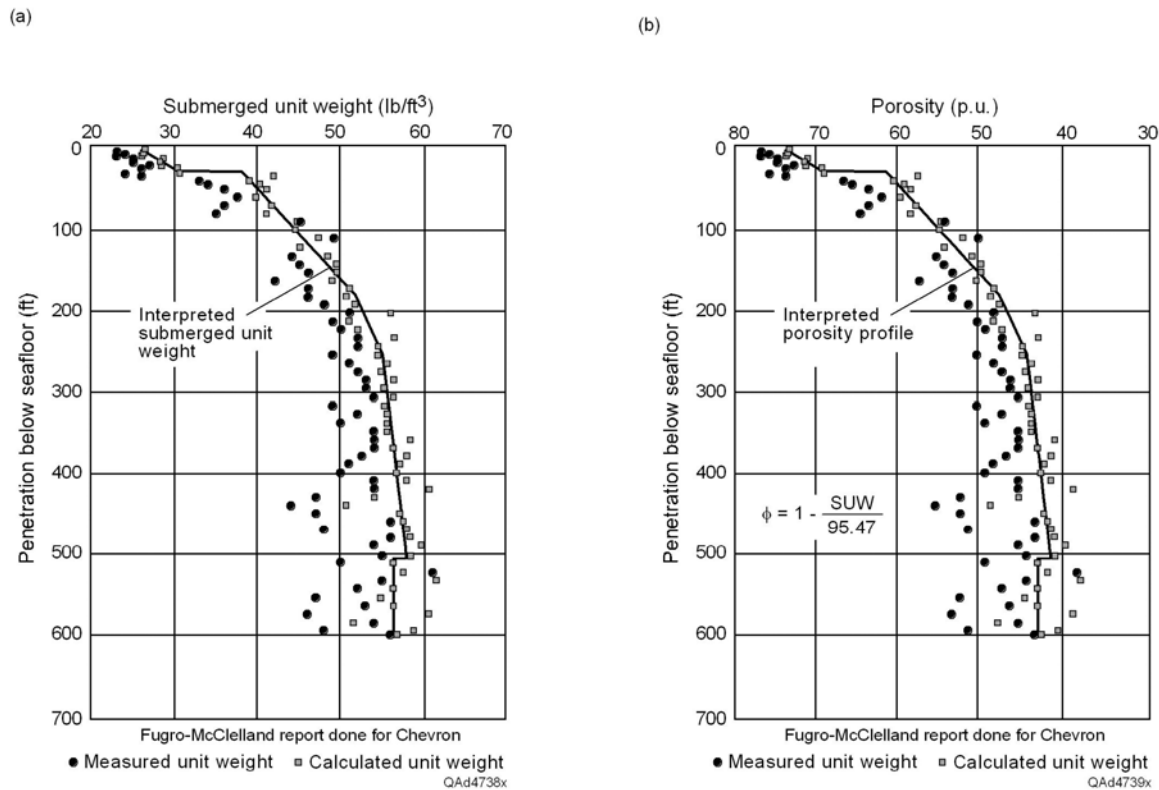 (a)
Submerged unit weight (lb/ft³)
20 30 40 50 60 70
0
100
200
300
400
500
600
700
Penetration below seafloor (ft)
Interpreted
submerged unit
weight
Fugro-McClelland report done for Chevron
Measured unit weight Calculated unit weight
QAd4738x
(b)
Porosity (p.u.)
80 70 60 50 40 30
0
100
200
300
400
500
600
700
Penetration below seafloor (ft)
Interpreted
porosity profile
ϕ = 1 - SUW
95.47
Fugro-McClelland report done for Chevron
Measured unit weight Calculated unit weight
QAd4739x